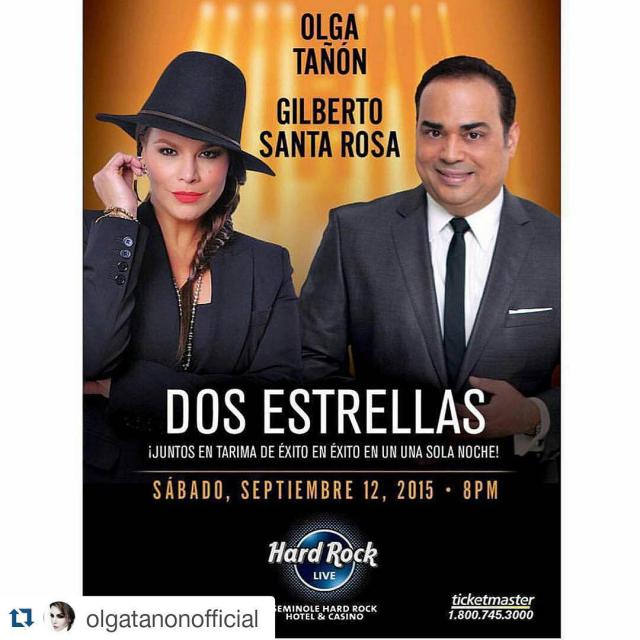 OLGA
TAÑÓN
GILBERTO
SANTA ROSA
DOS ESTRELLAS
¡JUNTOS EN TARIMA DE ÉXITO EN ÉXITO EN UN UNA SOLA NOCHE!
SÁBADO, SEPTIEMBRE 12, 2015 • 8PM
Hard Rock
LIVE
SEMINOLE HARD ROCK
HOTEL & CASINO
ticketmaster
1.800.745.3000
olgatanonofficial